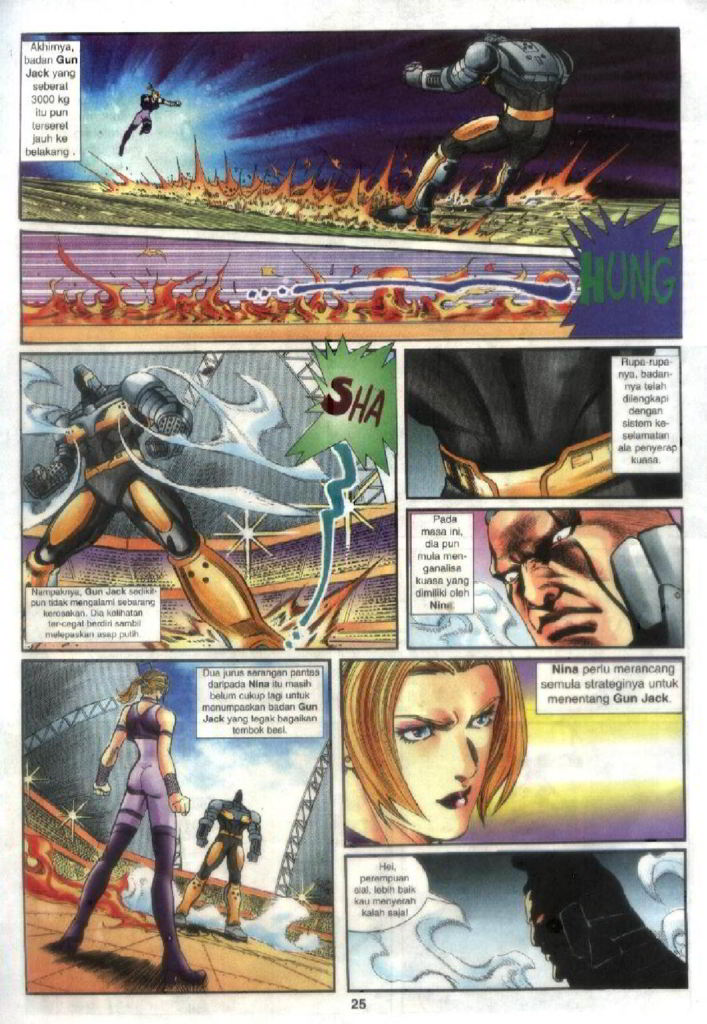 Akhirnya,
badan Gun
Jack yang
seberat
3000 kg
itu pun
terseret
jauh ke
belakang.
HUNG
SHA
Nampaknya, Gun Jack sedikit-
pun tidak mengalami sebarang
kerosakan. Dia kelihatan
ter-cegat berdiri sambil
melepaskan asap putih.
Rupa-rupa-
nya, badan-
nya telah
dilengkapi
dengan
sistem ke-
selamatan
ala penyerap
kuasa.
Pada
masa ini,
dia pun
mula men-
ganalisa
kuasa yang
dimiliki oleh
Nina.
Dua jurus serangan pantas
daripada Nina itu masih
belum cukup lagi untuk
menumpaskan badan Gun
Jack yang tegak bagaikan
tembok besi.
Nina perlu merancang
semula strateginya untuk
menentang Gun Jack.
Hei,
perempuan
sial, lebih baik
kau menyerah
kalah saja!
25